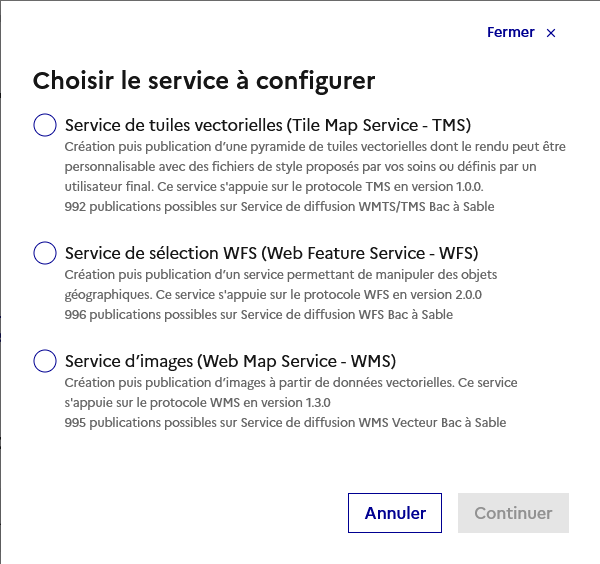 Fermer ×
Choisir le service à configurer
Service de tuiles vectorielles (Tile Map Service - TMS)
Création puis publication d’une pyramide de tuiles vectorielles dont le rendu peut être
personnalisable avec des fichiers de style proposés par vos soins ou définis par un
utilisateur final. Ce service s'appuie sur le protocole TMS en version 1.0.0.
992 publications possibles sur Service de diffusion WMTS/TMS Bac à Sable
Service de sélection WFS (Web Feature Service - WFS)
Création puis publication d’un service permettant de manipuler des objets
géographiques. Ce service s'appuie sur le protocole WFS en version 2.0.0
996 publications possibles sur Service de diffusion WFS Bac à Sable
Service d’images (Web Map Service - WMS)
Création puis publication d’images à partir de données vectorielles. Ce service
s'appuie sur le protocole WMS en version 1.3.0
995 publications possibles sur Service de diffusion WMS Vecteur Bac à Sable
Annuler Continuer